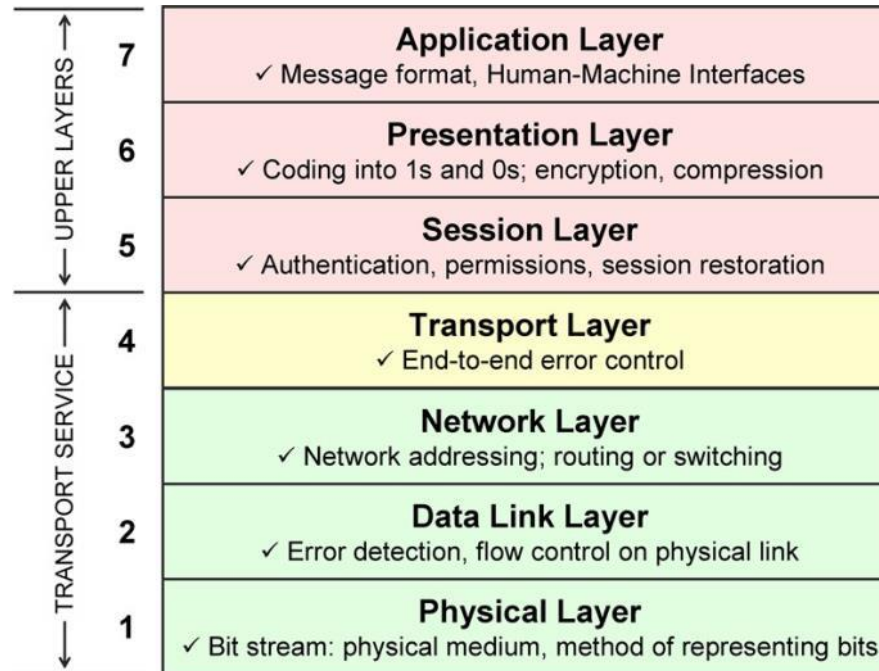 UPPER LAYERS
7
Application Layer
✓ Message format, Human-Machine Interfaces
6
Presentation Layer
✓ Coding into 1s and 0s; encryption, compression
5
Session Layer
✓ Authentication, permissions, session restoration
TRANSPORT SERVICE
4
Transport Layer
✓ End-to-end error control
3
Network Layer
✓ Network addressing; routing or switching
2
Data Link Layer
✓ Error detection, flow control on physical link
1
Physical Layer
✓ Bit stream: physical medium, method of representing bits